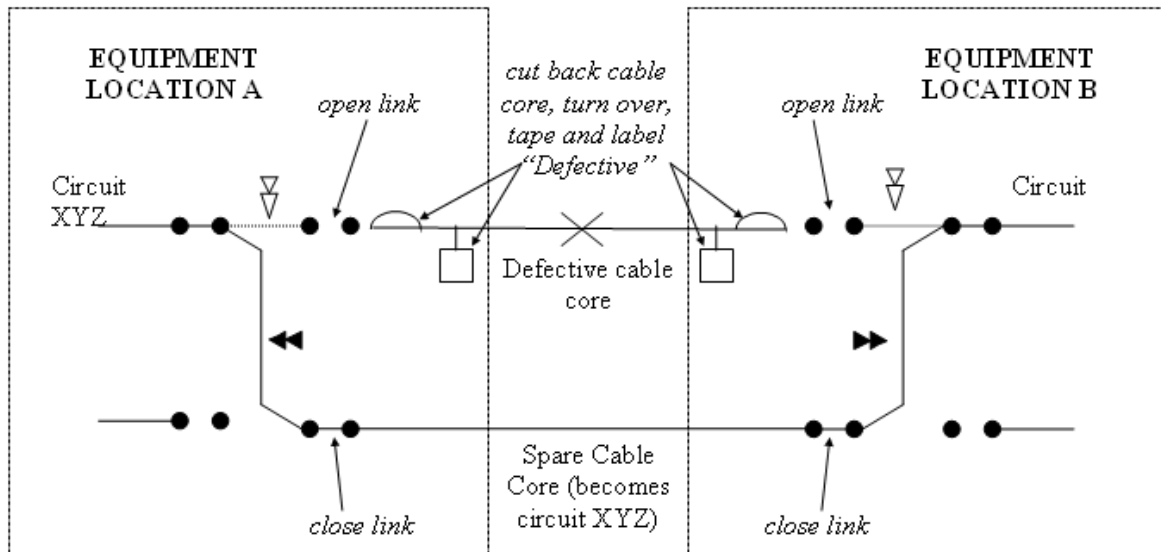 EQUIPMENT
LOCATION A
open link
cut back cable
core, turn over,
tape and label
“Defective”
EQUIPMENT
LOCATION B
open link
Circuit
XYZ
Circuit
Defective cable
core
Spare Cable
Core (becomes
circuit XYZ)
close link
close link